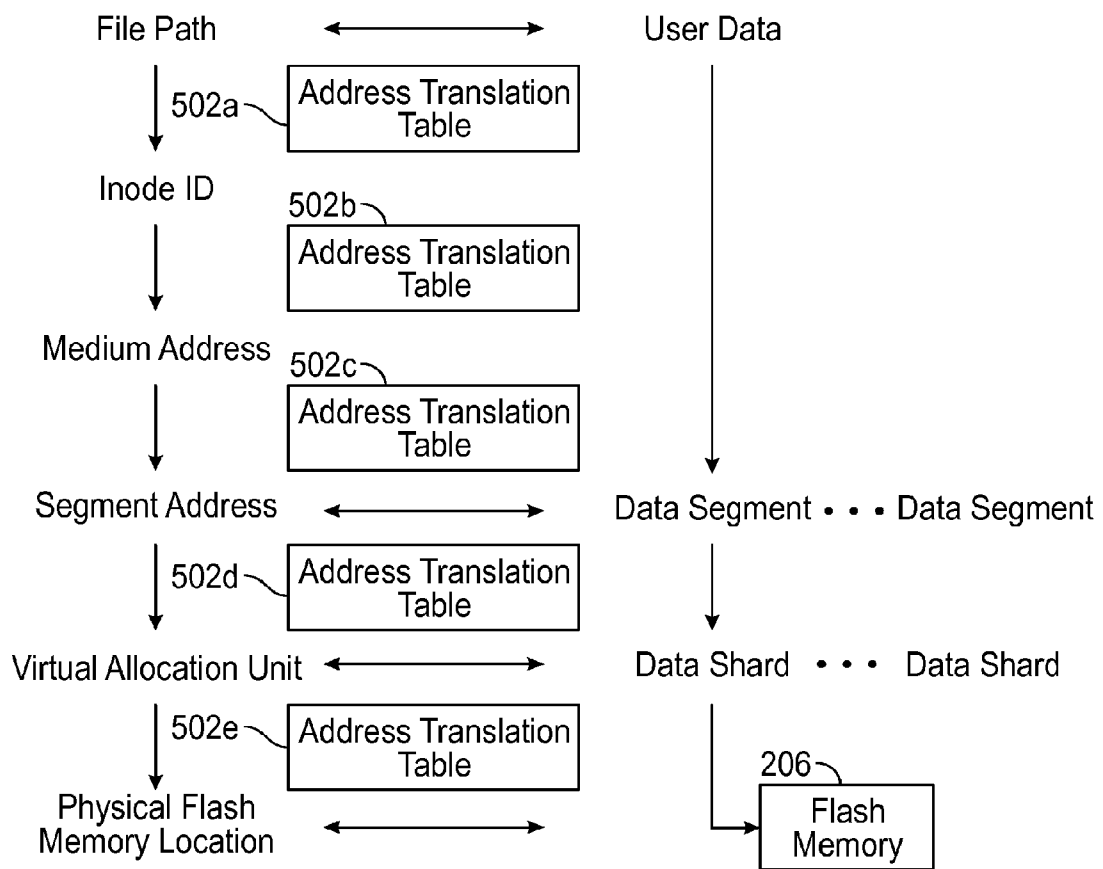 File Path
User Data
502a
Address Translation
Table
Inode ID
502b
Address Translation
Table
Medium Address
502c
Address Translation
Table
Segment Address
Data Segment • • • Data Segment
502d
Address Translation
Table
Virtual Allocation Unit
Data Shard • • • Data Shard
502e
Address Translation
Table
206
Physical Flash
Memory Location
Flash
Memory